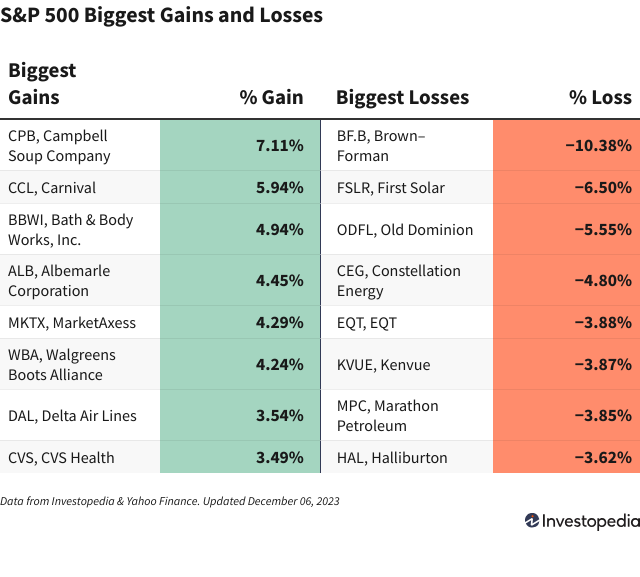 S&P 500 Biggest Gains and Losses
Biggest
Gains
% Gain
Biggest Losses
% Loss
CPB, Campbell
Soup Company
7.11%
BF.B, Brown–
Forman
−10.38%
CCL, Carnival
5.94%
FSLR, First Solar
−6.50%
BBWI, Bath & Body
Works, Inc.
4.94%
ODFL, Old Dominion
−5.55%
ALB, Albemarle
Corporation
4.45%
CEG, Constellation
Energy
−4.80%
MKTX, MarketAxess
4.29%
EQT, EQT
−3.88%
WBA, Walgreens
Boots Alliance
4.24%
KVUE, Kenvue
−3.87%
DAL, Delta Air Lines
3.54%
MPC, Marathon
Petroleum
−3.85%
CVS, CVS Health
3.49%
HAL, Halliburton
−3.62%
Data from Investopedia & Yahoo Finance. Updated December 06, 2023
Investopedia